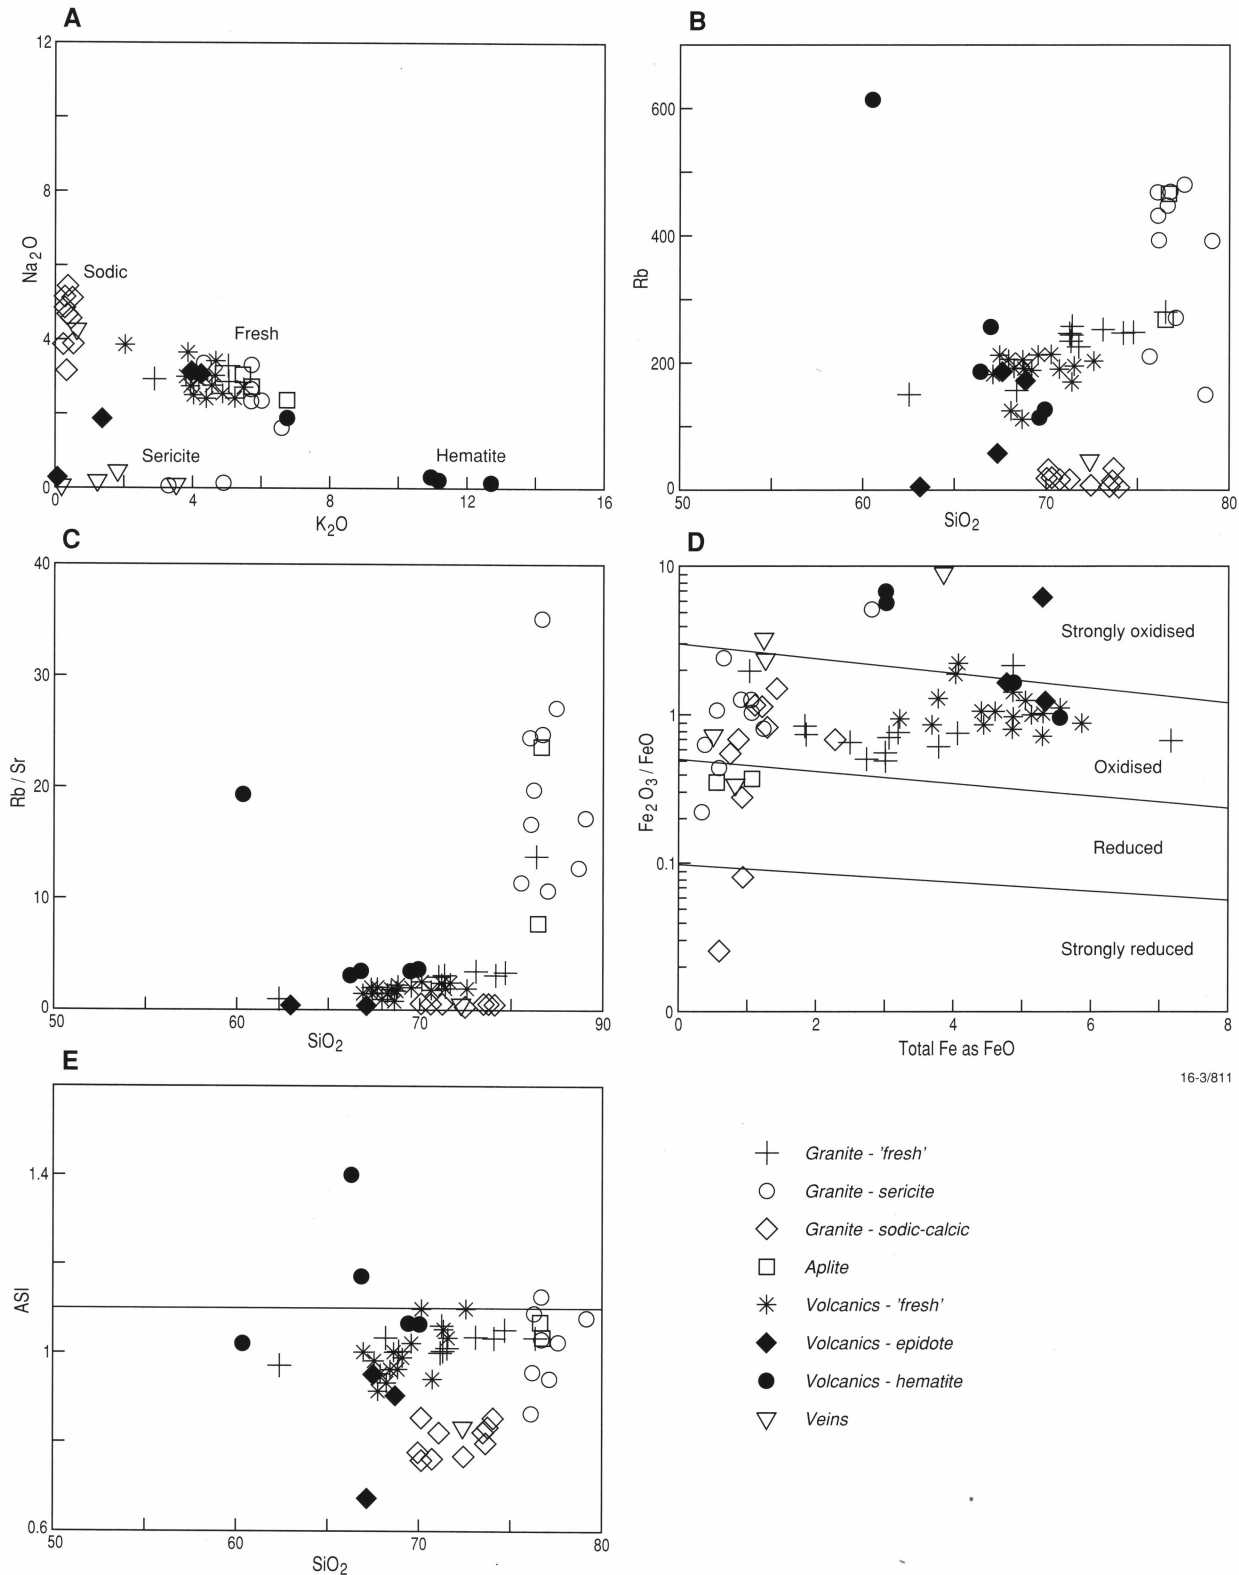 A
12
8
4
0
Na2O
Sodic
Fresh
Sericite
Hematite
0
4
8
12
16
K2O
B
600
400
200
0
Rb
50
60
70
80
SiO2
C
40
30
20
10
0
Rb / Sr
50
60
70
90
SiO2
D
10
1
0.1
Fe2O3 / FeO
Strongly oxidised
Oxidised
Reduced
Strongly reduced
0
2
4
6
8
Total Fe as FeO
16-3/811
E
1.4
1
0.6
ASI
50
60
70
80
SiO2
Granite - 'fresh'
Granite - sericite
Granite - sodic-calcic
Aplite
Volcanics - 'fresh'
Volcanics - epidote
Volcanics - hematite
Veins